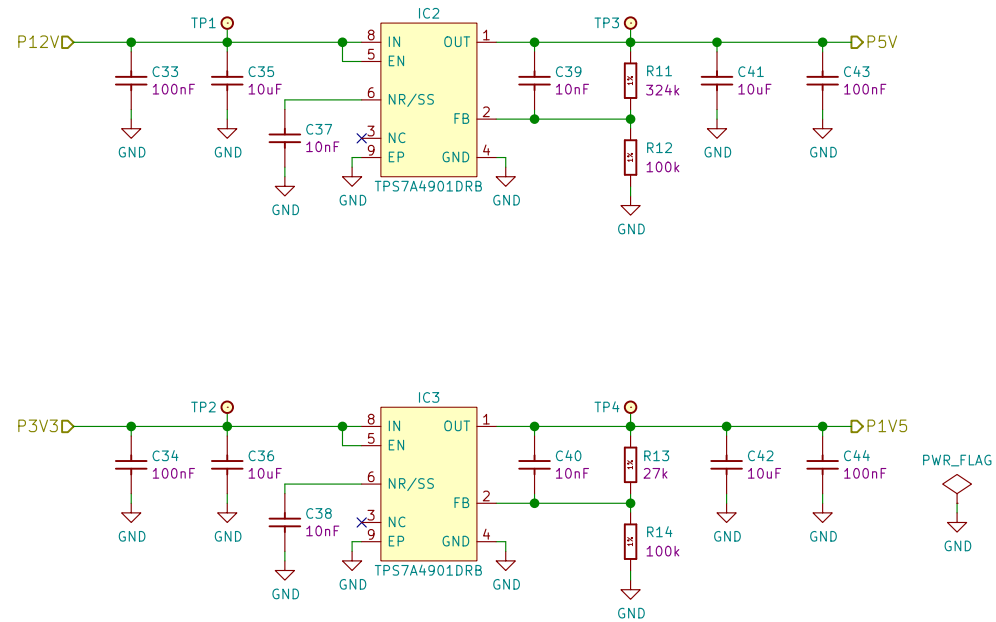 IC2
TP1
TP3
P12V
8 IN
OUT 1
P5V
5 EN
C33
100nF
C35
10uF
C39
10nF
R11
324k
1%
C41
10uF
C43
100nF
6 NR/SS
FB 2
C37
10nF
3 NC
9 EP
GND 4
R12
100k
1%
GND
GND
GND
GND
TPS7A4901DRB
GND
GND
GND
GND
IC3
TP2
TP4
P3V3
8 IN
OUT 1
P1V5
5 EN
C34
100nF
C36
10uF
C40
10nF
R13
27k
1%
C42
10uF
C44
100nF
PWR_FLAG
6 NR/SS
FB 2
C38
10nF
3 NC
9 EP
GND 4
R14
100k
1%
GND
GND
GND
GND
GND
TPS7A4901DRB
GND
GND
GND
GND